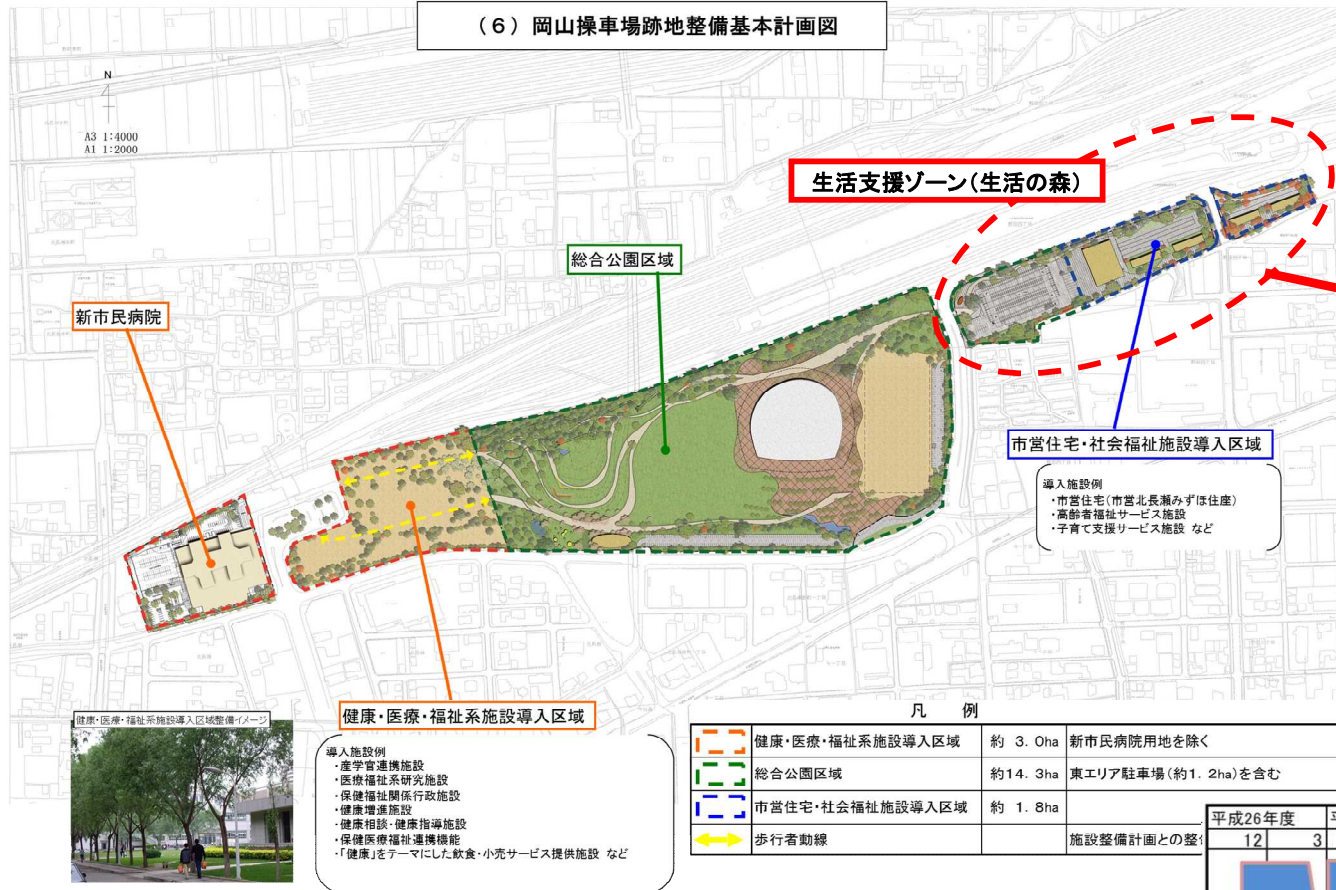 (6) 岡山操車場跡地整備基本計画図
N
A3 1:4000
A1 1:2000
生活支援ゾーン(生活の森)
総合公園区域
新市民病院
市営住宅・社会福祉施設導入区域
導入施設例
・市営住宅(市営北長瀬みずほ住座)
・高齢者福祉サービス施設
・子育て支援サービス施設 など
健康・医療・福祉系施設導入区域整備イメージ
健康・医療・福祉系施設導入区域
導入施設例
・産学官連携施設
・医療福祉系研究施設
・保健福祉関係行政施設
・健康増進施設
・健康相談・健康指導施設
・保健医療福祉連携機能
・「健康」をテーマにした飲食・小売サービス提供施設 など
凡 例
健康・医療・福祉系施設導入区域 約 3. 0ha 新市民病院用地を除く
総合公園区域 約14. 3ha 東エリア駐車場(約1. 2ha)を含む
市営住宅・社会福祉施設導入区域 約 1. 8ha
歩行者動線 施設整備計画との整
平成26年度
12 3